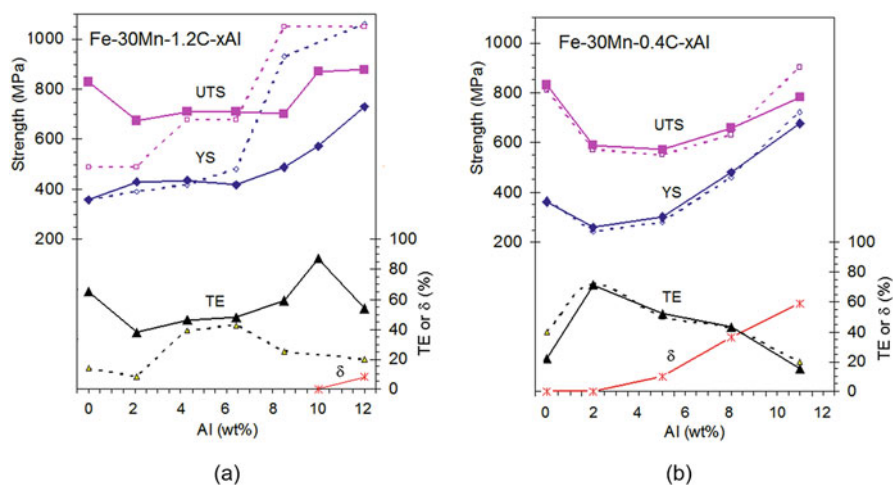 Fe-30Mn-1.2C-xAl
Strength (MPa)
1000
800
600
400
200
UTS
YS
TE
δ
100
80
60
40
20
0
TE or δ (%)
0 2 4 6 8 10 12
Al (wt%)
(a)
Fe-30Mn-0.4C-xAl
Strength (MPa)
1000
800
600
400
200
UTS
YS
TE
δ
100
80
60
40
20
0
TE or δ (%)
0 2 4 6 8 10 12
Al (wt%)
(b)